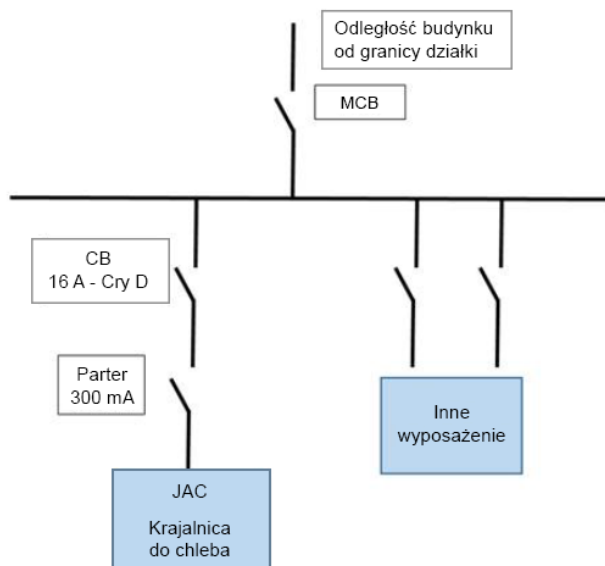 Odległość budynku
od granicy działki
MCB
CB
16 A - Cry D
Parter
300 mA
Inne
wyposażenie
JAC
Krajalnica
do chleba